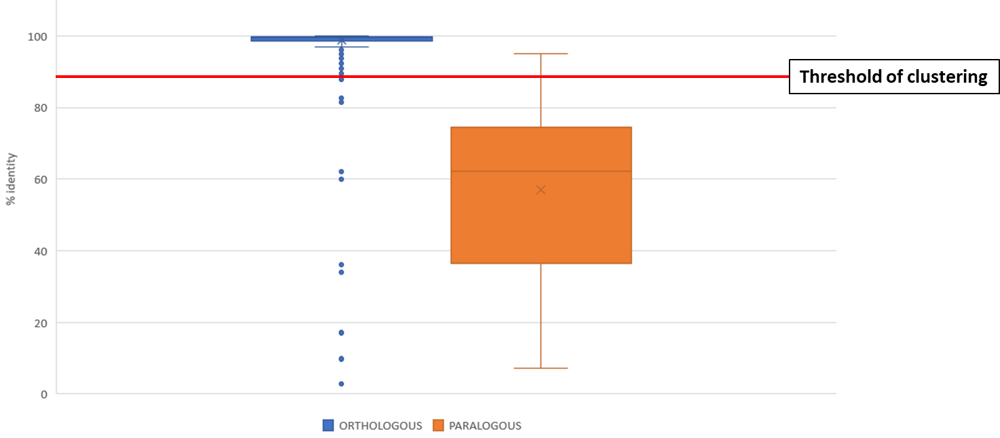 100
Threshold of clustering
80
% identity
60
40
20
0
ORTHOLOGOUS
PARALOGOUS